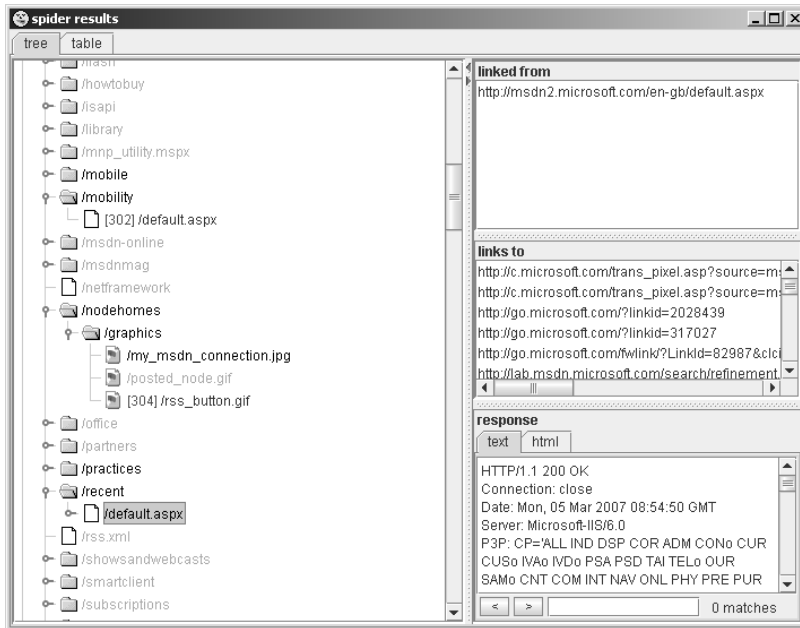 spider results
tree table
/flash
/howtobuy
/isapi
/library
/mnp_utility.mspx
/mobile
/mobility
[302] /default.aspx
/msdn-online
/msdnmag
/netframework
/nodehomes
/graphics
/my_msdn_connection.jpg
/posted_node.gif
[304] /rss_button.gif
/office
/partners
/practices
/recent
/default.aspx
/rss.xml
/showsandwebcasts
/smartclient
/subscriptions
linked from
http://msdn2.microsoft.com/en-gb/default.aspx
links to
http://c.microsoft.com/trans_pixel.asp?source=m
http://c.microsoft.com/trans_pixel.asp?source=m
http://go.microsoft.com/?linkid=2028439
http://go.microsoft.com/?linkid=317027
http://go.microsoft.com/fwlink/?LinkId=82987&clci
http://lab.msdn.microsoft.com/search/refinement.
response
text html
HTTP/1.1 200 OK
Connection: close
Date: Mon, 05 Mar 2007 08:54:50 GMT
Server: Microsoft-IIS/6.0
P3P: CP='ALL IND DSP COR ADM CONo CUR
CUSo IVAo IVDo PSA PSD TAI TELo OUR
SAMo CNT COM INT NAV ONL PHY PRE PUR
< > 0 matches